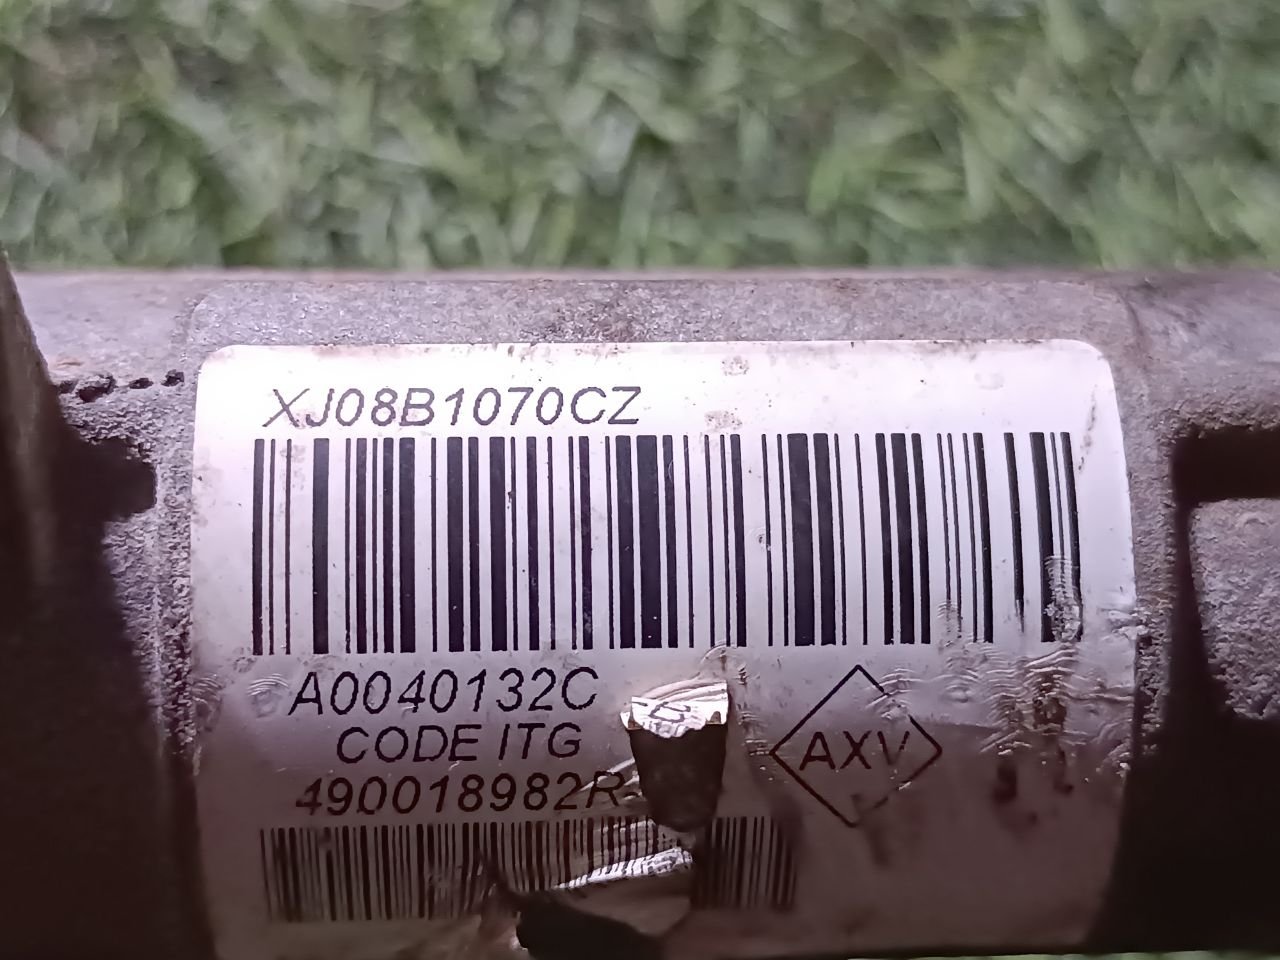 XJ08B1070CZ
A0040132C
CODE ITG
490018982R-
AXV